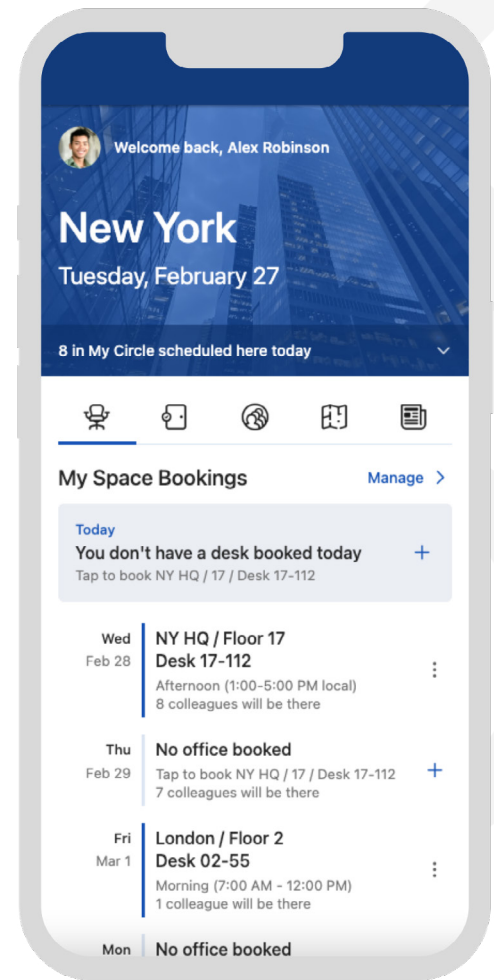 Welcome back, Alex Robinson
New York
Tuesday, February 27
8 in My Circle scheduled here today
My Space Bookings
Manage
Today
You don't have a desk booked today
Tap to book NY HQ / 17 / Desk 17-112
Wed
NY HQ / Floor 17
Feb 28
Desk 17-112
Afternoon (1:00-5:00 PM local)
8 colleagues will be there
Thu
No office booked
Feb 29
Tap to book NY HQ / 17 / Desk 17-112
7 colleagues will be there
Fri
London / Floor 2
Mar 1
Desk 02-55
Morning (7:00 AM - 12:00 PM)
1 colleague will be there
Mon
No office booked